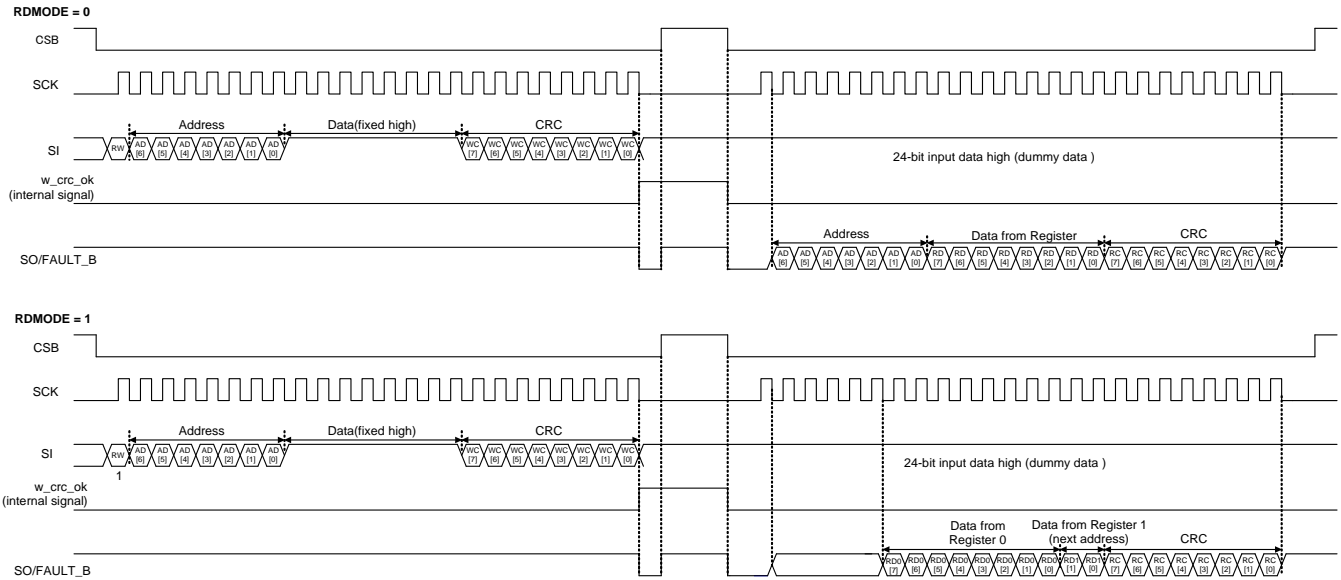 RDMODE = 0
CSB
SCK
Address Data(fixed high) CRC
SI RW AD [6] AD [5] AD [4] AD [3] AD [2] AD [1] AD [0] WC [7] WC [6] WC [5] WC [4] WC [3] WC [2] WC [1] WC [0] 24-bit input data high (dummy data )
w_crc_ok
(internal signal)
Address Data from Register CRC
SO/FAULT_B AD [6] AD [5] AD [4] AD [3] AD [2] AD [1] AD [0] RD [7] RD [6] RD [5] RD [4] RD [3] RD [2] RD [1] RD [0] RC [7] RC [6] RC [5] RC [4] RC [3] RC [2] RC [1] RC [0]
RDMODE = 1
CSB
SCK
Address Data(fixed high) CRC
SI RW AD [6] AD [5] AD [4] AD [3] AD [2] AD [1] AD [0] WC [7] WC [6] WC [5] WC [4] WC [3] WC [2] WC [1] WC [0] 24-bit input data high (dummy data )
1
w_crc_ok
(internal signal)
Data from Register 0 Data from Register 1 (next address) CRC
SO/FAULT_B RD0 [7] RD0 [6] RD0 [5] RD0 [4] RD0 [3] RD0 [2] RD0 [1] RD0 [0] RD1 [1] RD1 [0] RC [7] RC [6] RC [5] RC [4] RC [3] RC [2] RC [1] RC [0]